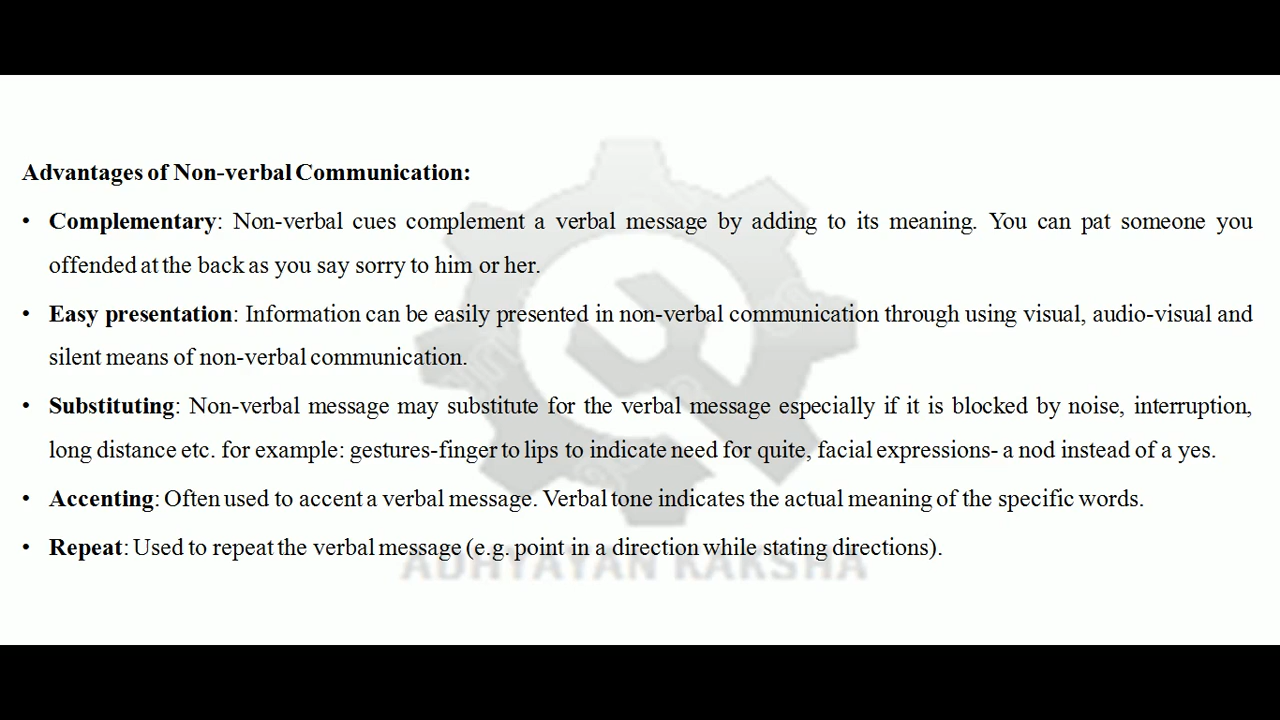 Advantages of Non-verbal Communication:
• Complementary: Non-verbal cues complement a verbal message by adding to its meaning. You can pat someone you
offended at the back as you say sorry to him or her.
• Easy presentation: Information can be easily presented in non-verbal communication through using visual, audio-visual and
silent means of non-verbal communication.
• Substituting: Non-verbal message may substitute for the verbal message especially if it is blocked by noise, interruption,
long distance etc. for example: gestures-finger to lips to indicate need for quite, facial expressions- a nod instead of a yes.
• Accenting: Often used to accent a verbal message. Verbal tone indicates the actual meaning of the specific words.
• Repeat: Used to repeat the verbal message (e.g. point in a direction while stating directions).
ADHYAYAN KAKSHA